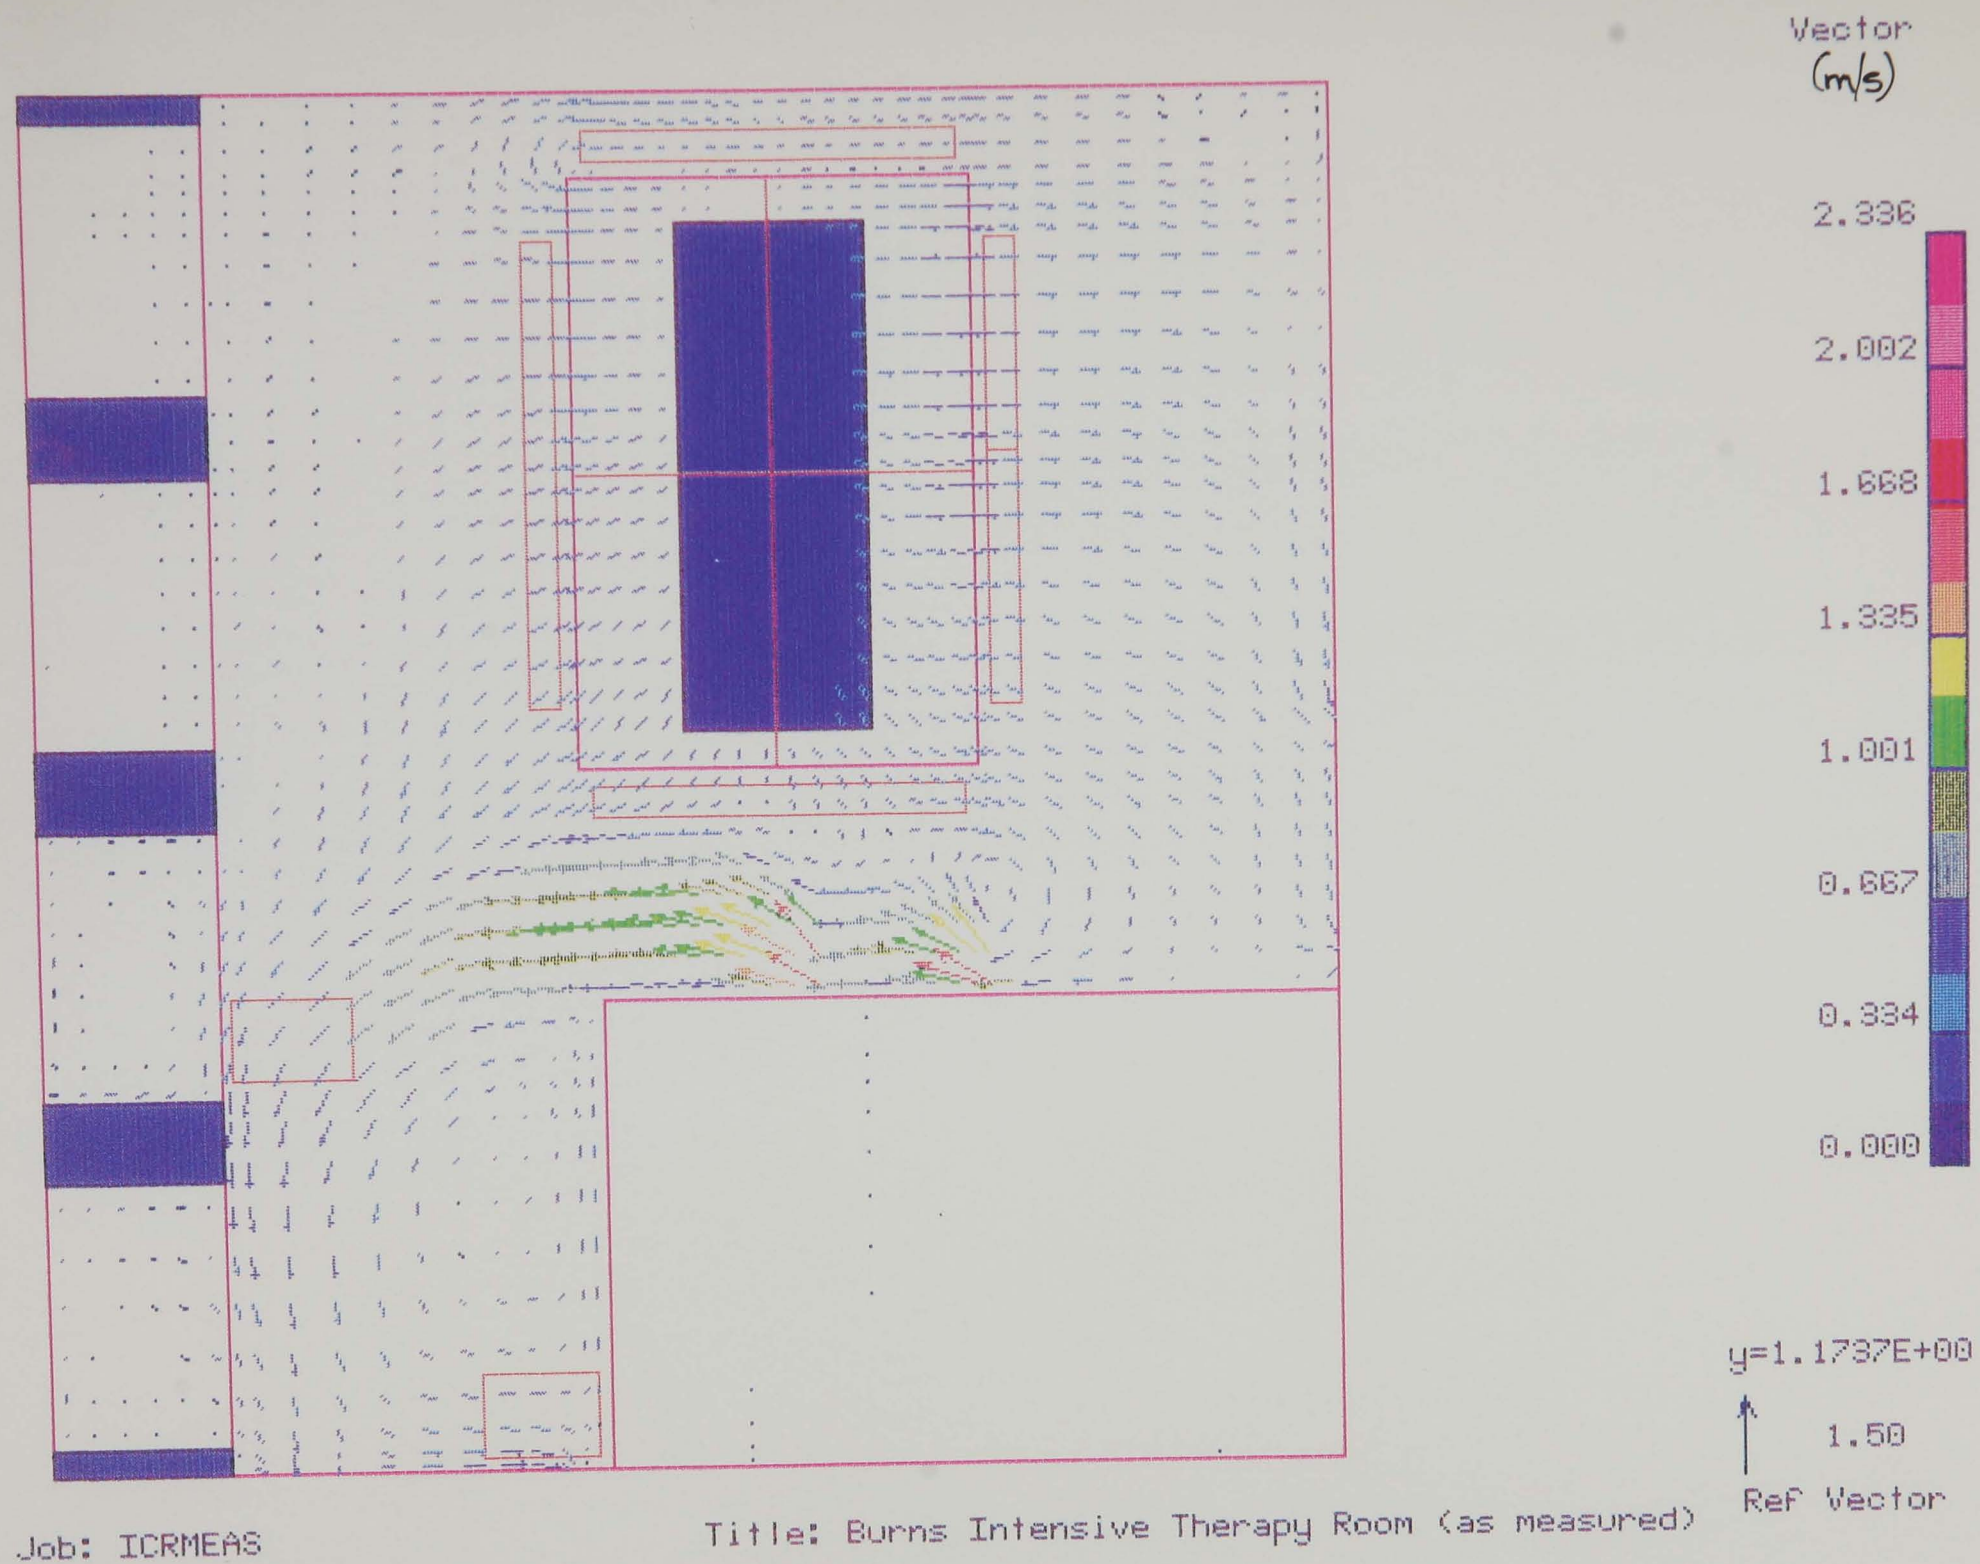 Vector
(m/s)
2.336
2.002
1.668
1.335
1.001
0.667
0.334
0.000
y=1.1737E+00
1.50
Ref Vector
Job: ICRMEAS
Title: Burns Intensive Therapy Room (as measured)